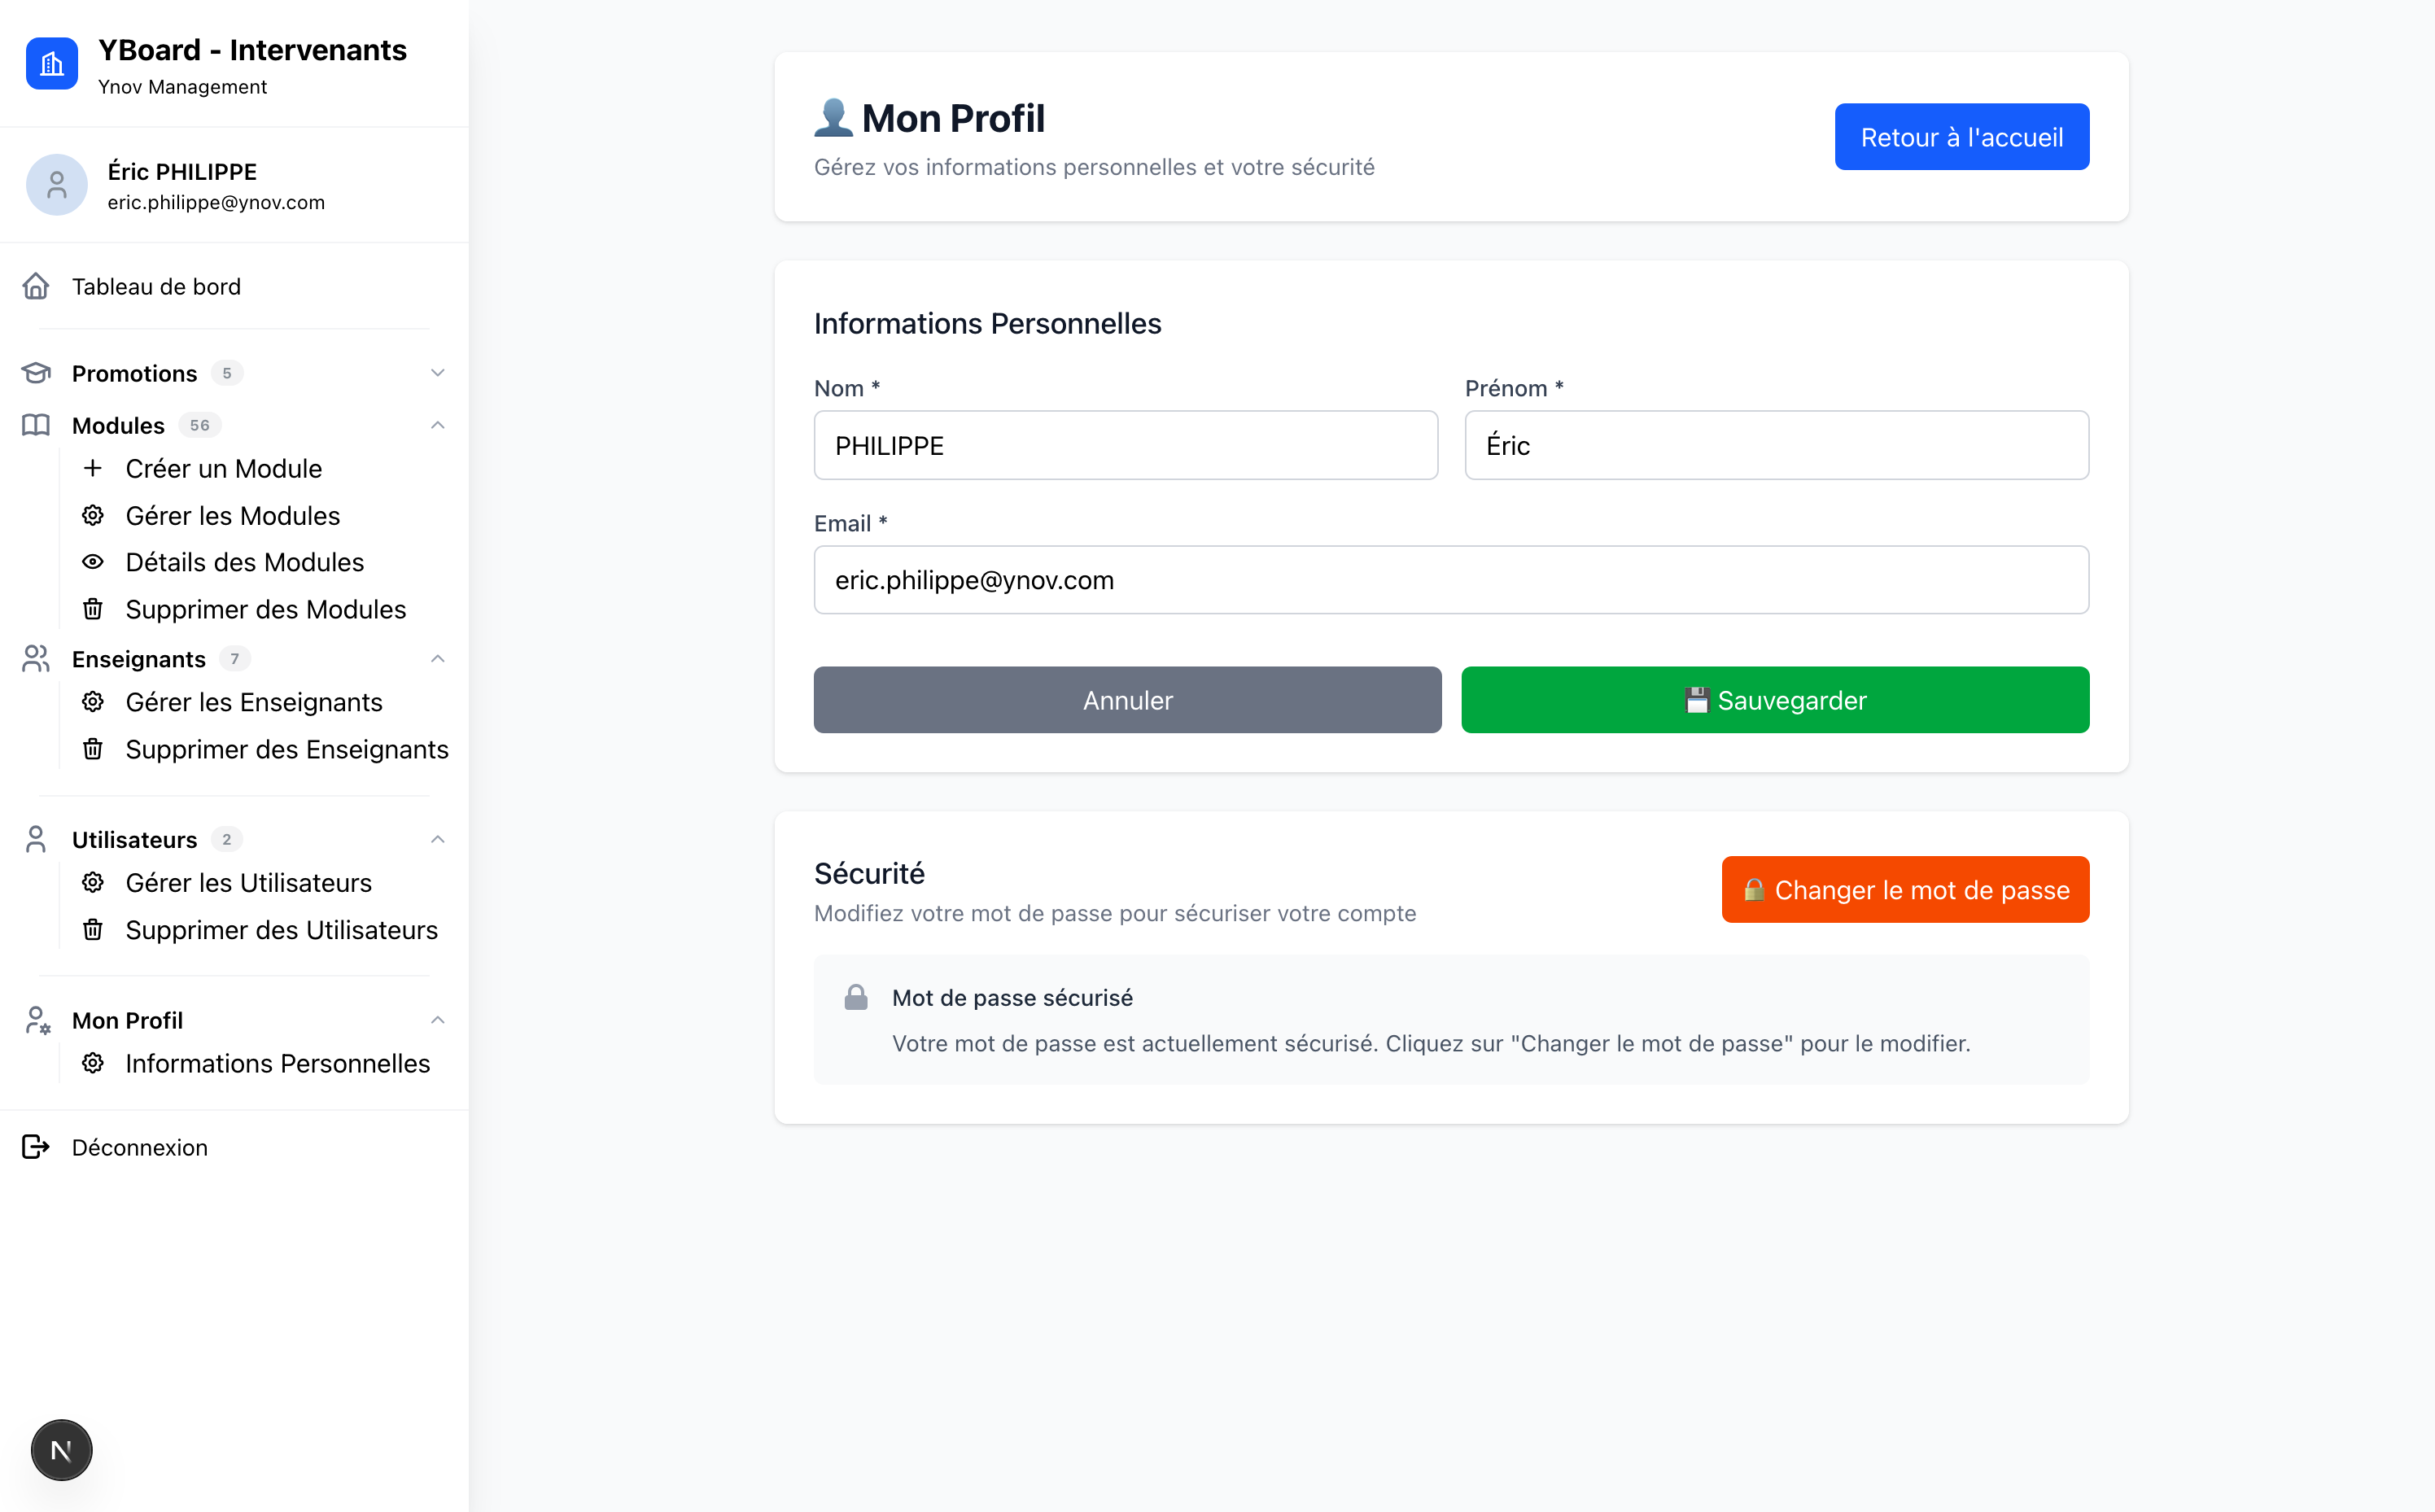 YBoard - Intervenants
Ynov Management
Éric PHILIPPE
eric.philippe@ynov.com
Tableau de bord
Promotions 5
Modules 56
Créer un Module
Gérer les Modules
Détails des Modules
Supprimer des Modules
Enseignants 7
Gérer les Enseignants
Supprimer des Enseignants
Utilisateurs 2
Gérer les Utilisateurs
Supprimer des Utilisateurs
Mon Profil
Informations Personnelles
Déconnexion
N
Mon Profil
Gérez vos informations personnelles et votre sécurité
Retour à l'accueil
Informations Personnelles
Nom *
PHILIPPE
Prénom *
Éric
Email *
eric.philippe@ynov.com
Annuler
Sauvegarder
Sécurité
Modifiez votre mot de passe pour sécuriser votre compte
Changer le mot de passe
Mot de passe sécurisé
Votre mot de passe est actuellement sécurisé. Cliquez sur "Changer le mot de passe" pour le modifier.